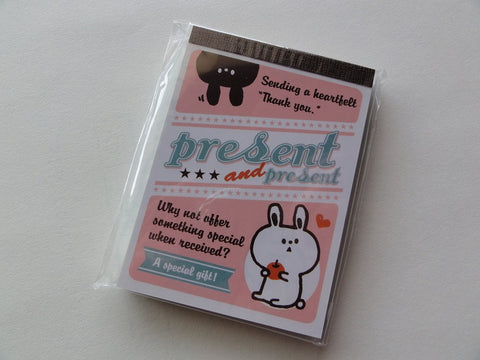 Sending a heartfelt
"Thank you."
present
and present
Why not offer
something special
when received?
A special gift!